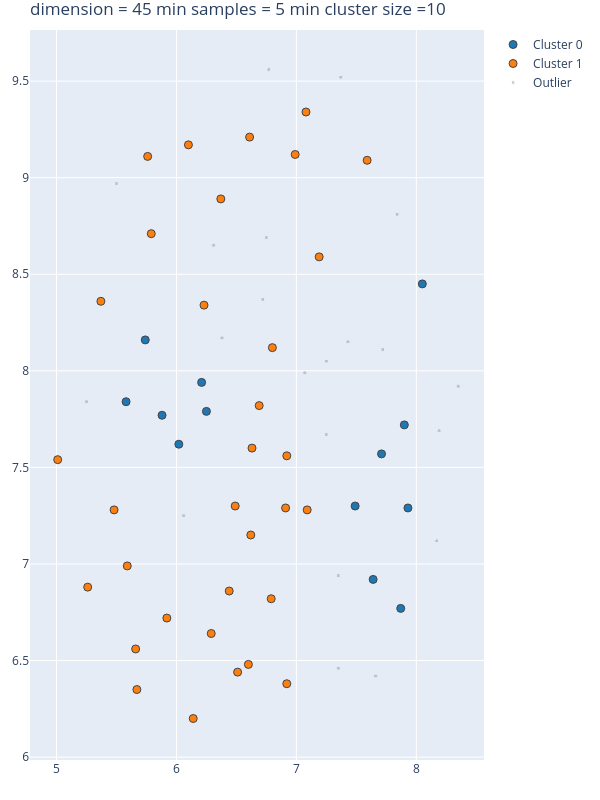 dimension = 45 min samples = 5 min cluster size =10
Cluster 0
Cluster 1
Outlier
9.5
9
8.5
8
7.5
7
6.5
6
5 6 7 8